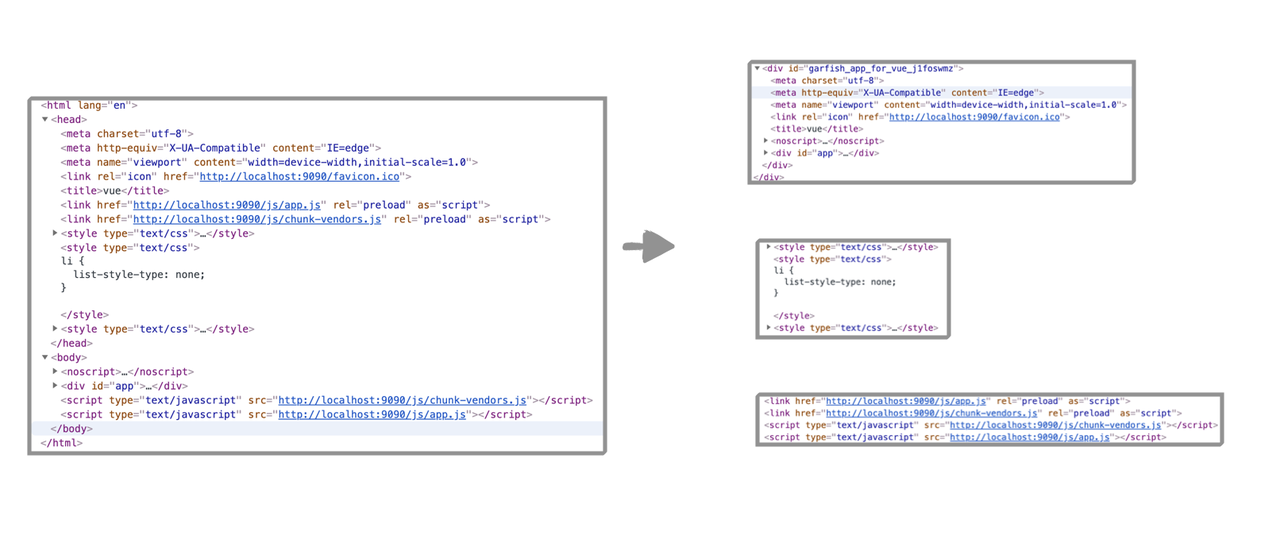 <html lang="en">
▼<head>
<meta charset="utf-8">
<meta http-equiv="X-UA-Compatible" content="IE=edge">
<meta name="viewport" content="width=device-width,initial-scale=1.0">
<link rel="icon" href="http://localhost:9090/favicon.ico">
<title>vue</title>
<link href="http://localhost:9090/js/app.js" rel="preload" as="script">
<link href="http://localhost:9090/js/chunk-vendors.js" rel="preload" as="script">
▶<style type="text/css">…</style>
<style type="text/css">
li {
list-style-type: none;
}
</style>
▶<style type="text/css">…</style>
</head>
▼<body>
▶<noscript>…</noscript>
▶<div id="app">…</div>
<script type="text/javascript" src="http://localhost:9090/js/chunk-vendors.js"></script>
<script type="text/javascript" src="http://localhost:9090/js/app.js"></script>
</body>
</html>
▼<div id="garfish_app_for_vue_j1foswmz">
<meta charset="utf-8">
<meta http-equiv="X-UA-Compatible" content="IE=edge">
<meta name="viewport" content="width=device-width,initial-scale=1.0">
<link rel="icon" href="http://localhost:9090/favicon.ico">
<title>vue</title>
▶<noscript>…</noscript>
▶<div id="app">…</div>
</div>
</div>
▶<style type="text/css">…</style>
<style type="text/css">
li {
list-style-type: none;
}
</style>
▶<style type="text/css">…</style>
<link href="http://localhost:9090/js/app.js" rel="preload" as="script">
<link href="http://localhost:9090/js/chunk-vendors.js" rel="preload" as="script">
<script type="text/javascript" src="http://localhost:9090/js/chunk-vendors.js"></script>
<script type="text/javascript" src="http://localhost:9090/js/app.js"></script>